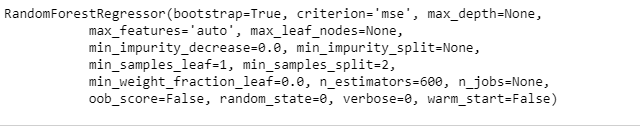 RandomForestRegressor(bootstrap=True, criterion='mse', max_depth=None,
max_features='auto', max_leaf_nodes=None,
min_impurity_decrease=0.0, min_impurity_split=None,
min_samples_leaf=1, min_samples_split=2,
min_weight_fraction_leaf=0.0, n_estimators=600, n_jobs=None,
oob_score=False, random_state=0, verbose=0, warm_start=False)